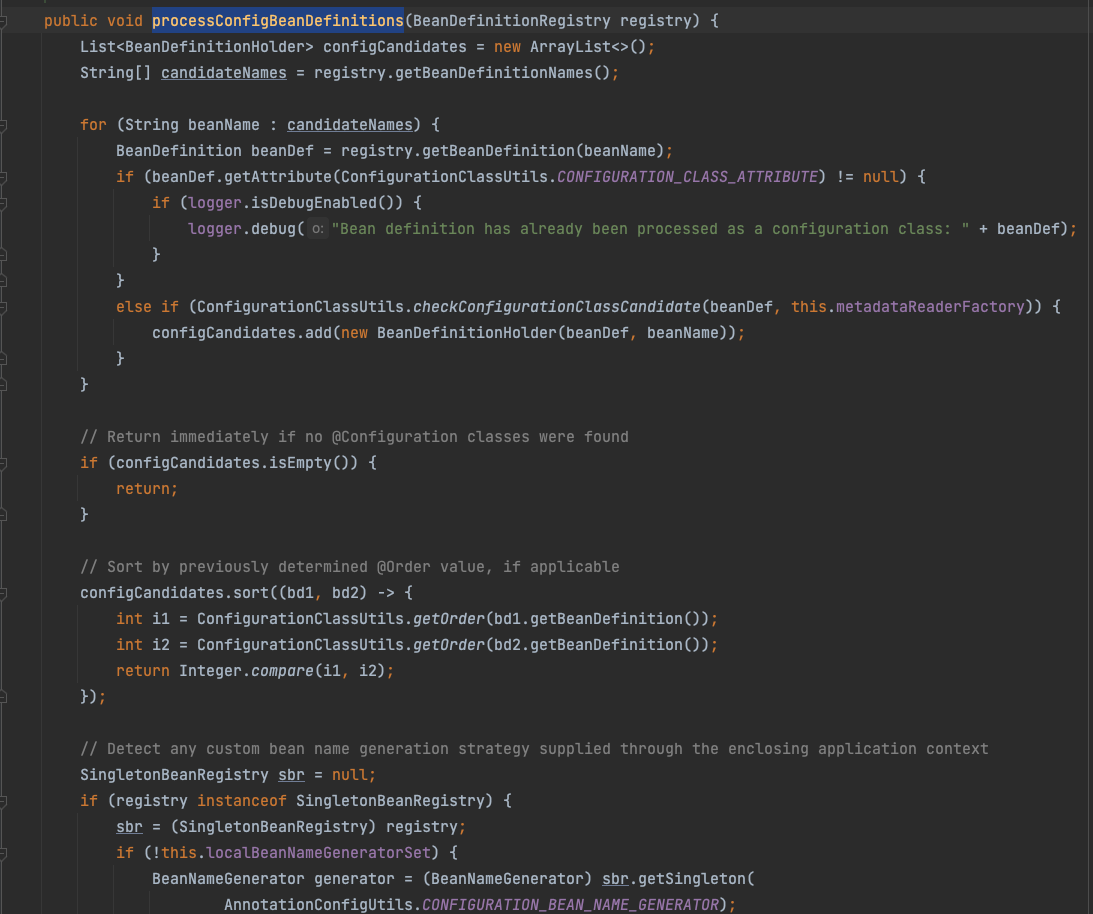 public void processConfigBeanDefinitions(BeanDefinitionRegistry registry) {
    List<BeanDefinitionHolder> configCandidates = new ArrayList<>();
    String[] candidateNames = registry.getBeanDefinitionNames();

    for (String beanName : candidateNames) {
        BeanDefinition beanDef = registry.getBeanDefinition(beanName);
        if (beanDef.getAttribute(ConfigurationClassUtils.CONFIGURATION_CLASS_ATTRIBUTE) != null) {
            if (logger.isDebugEnabled()) {
                logger.debug( o: "Bean definition has already been processed as a configuration class: " + beanDef);
            }
        }
        else if (ConfigurationClassUtils.checkConfigurationClassCandidate(beanDef, this.metadataReaderFactory)) {
            configCandidates.add(new BeanDefinitionHolder(beanDef, beanName));
        }
    }

    // Return immediately if no @Configuration classes were found
    if (configCandidates.isEmpty()) {
        return;
    }

    // Sort by previously determined @Order value, if applicable
    configCandidates.sort((bd1, bd2) -> {
        int i1 = ConfigurationClassUtils.getOrder(bd1.getBeanDefinition());
        int i2 = ConfigurationClassUtils.getOrder(bd2.getBeanDefinition());
        return Integer.compare(i1, i2);
    });

    // Detect any custom bean name generation strategy supplied through the enclosing application context
    SingletonBeanRegistry sbr = null;
    if (registry instanceof SingletonBeanRegistry) {
        sbr = (SingletonBeanRegistry) registry;
        if (!this.localBeanNameGeneratorSet) {
            BeanNameGenerator generator = (BeanNameGenerator) sbr.getSingleton(
                    AnnotationConfigUtils.CONFIGURATION_BEAN_NAME_GENERATOR);